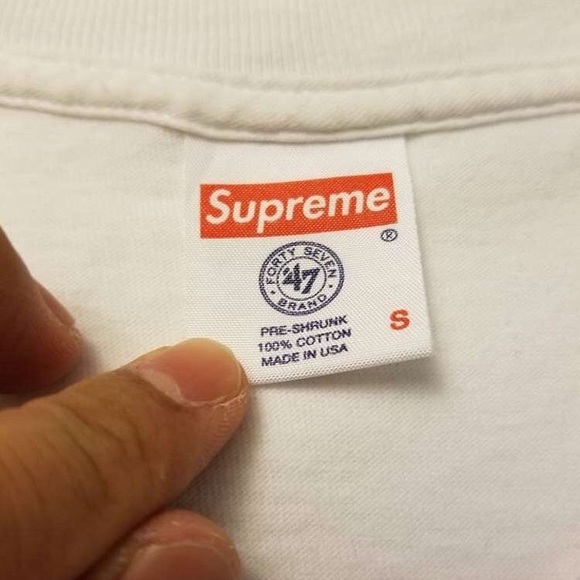 Supreme
®
FORTY SEVEN
'47
BRAND
S
PRE-SHRUNK
100% COTTON
MADE IN USA